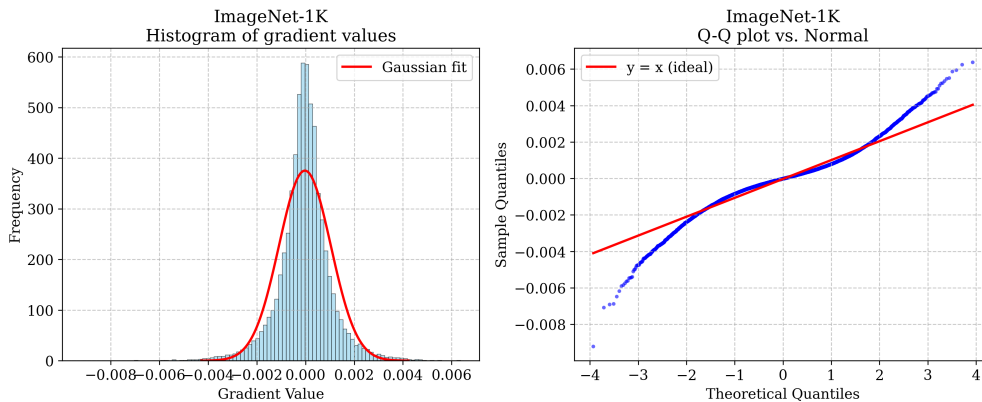 ImageNet-1K
Histogram of gradient values
Gaussian fit
600
500
400
300
200
100
0
Frequency
−0.008 −0.006 −0.004 −0.002 0.000 0.002 0.004 0.006
Gradient Value
ImageNet-1K
Q-Q plot vs. Normal
y = x (ideal)
0.006
0.004
0.002
0.000
−0.002
−0.004
−0.006
−0.008
Sample Quantiles
−4 −3 −2 −1 0 1 2 3 4
Theoretical Quantiles